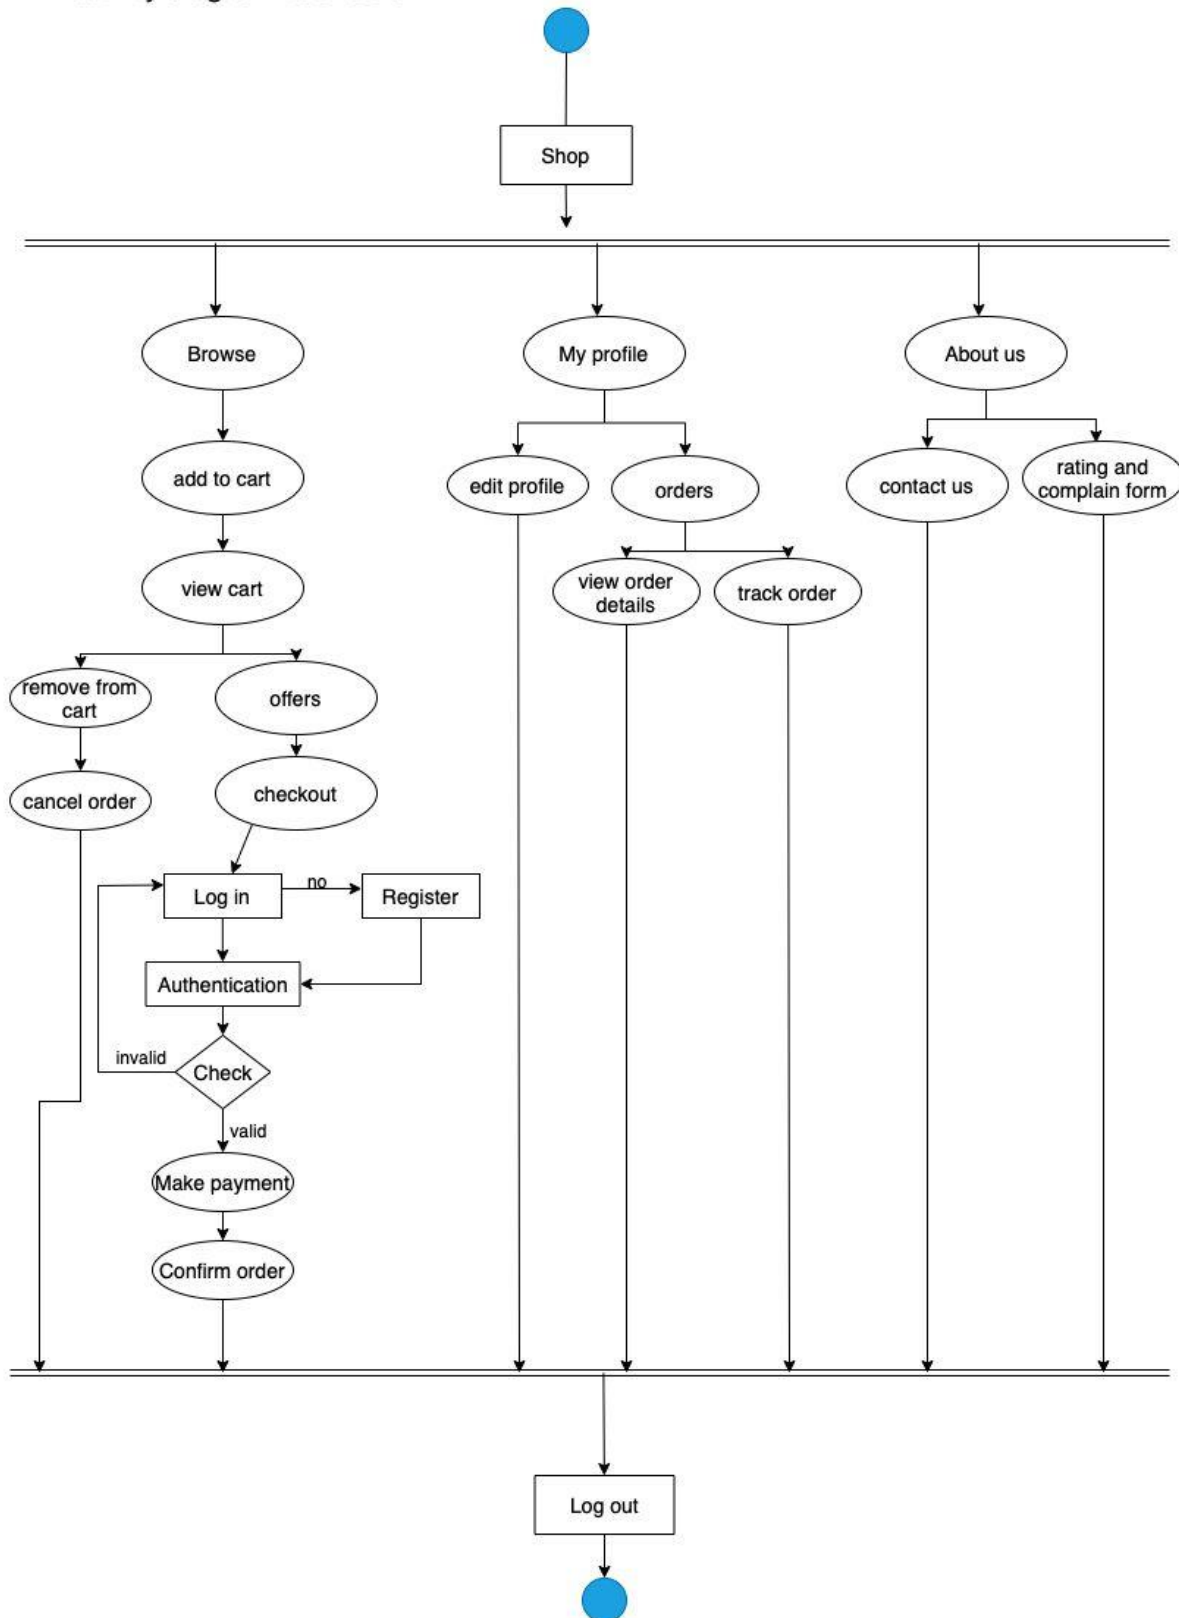 Shop
Browse
My profile
About us
add to cart
edit profile
orders
contact us
rating and
complain form
view cart
view order
details
track order
remove from
cart
offers
cancel order
checkout
Log in
no
Register
Authentication
invalid
Check
valid
Make payment
Confirm order
Log out